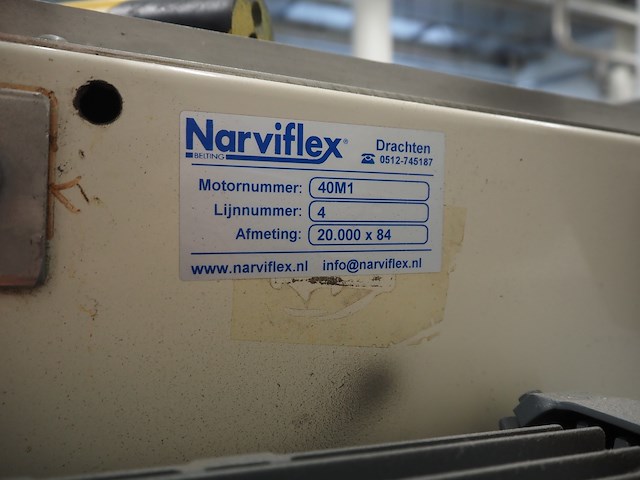 Narviflex®
BELTING
Drachten
☎ 0512-745187
Motornummer: 40M1
Lijnnummer: 4
Afmeting: 20.000 x 84
www.narviflex.nl info@narviflex.nl